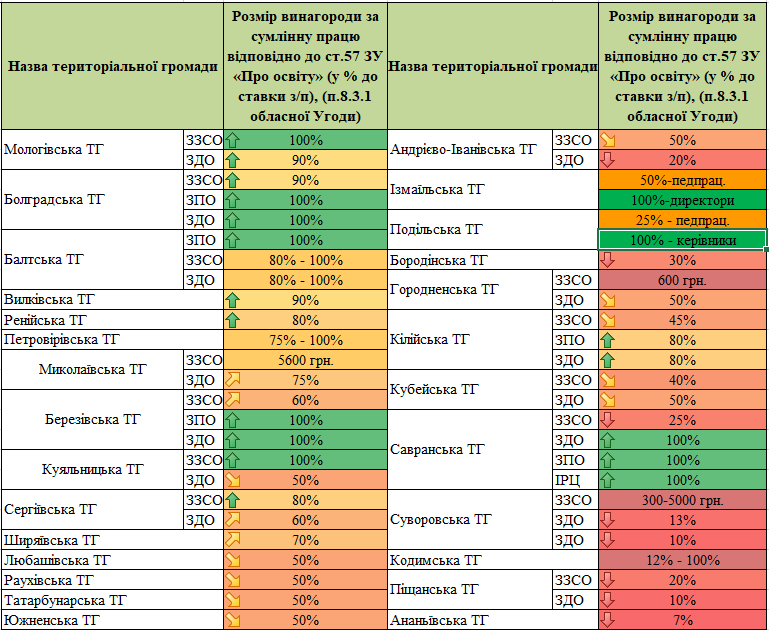 Назва територіальної громади
Розмір винагороди за
сумлінну працю
відповідно до ст.57 ЗУ
«Про освіту» (у % до
ставки з/п), (п.8.3.1
обласної Угоди)
Мологівська ТГ
ЗЗСО 100%
ЗДО 90%
Болградська ТГ
ЗЗСО 90%
ЗПО 100%
ЗДО 100%
Балтська ТГ
ЗПО 100%
ЗЗСО 80% - 100%
ЗДО 80% - 100%
Вилківська ТГ 90%
Ренійська ТГ 80%
Петровірівська ТГ 75% - 100%
Миколаївська ТГ
ЗЗСО 5600 грн.
ЗДО 75%
Березівська ТГ
ЗЗСО 60%
ЗПО 100%
ЗДО 100%
Куяльницька ТГ
ЗЗСО 100%
ЗДО 50%
Сергіївська ТГ
ЗЗСО 80%
ЗДО 60%
Ширяївська ТГ 70%
Любашівська ТГ 50%
Раухівська ТГ 50%
Татарбунарська ТГ 50%
Южненська ТГ 50%
Назва територіальної громади
Розмір винагороди за
сумлінну працю
відповідно до ст.57 ЗУ
«Про освіту» (у % до
ставки з/п), (п.8.3.1
обласної Угоди)
Андрієво-Іванівська ТГ
ЗЗСО 50%
ЗДО 20%
Ізмаїльська ТГ
50%-педпрац.
100%-директори
Подільська ТГ
25% - педпрац.
100% - керівники
Бородінська ТГ 30%
Городненська ТГ
ЗЗСО 600 грн.
ЗДО 50%
Кілійська ТГ
ЗЗСО 45%
ЗПО 80%
ЗДО 80%
Кубейська ТГ
ЗЗСО 40%
ЗДО 50%
Савранська ТГ
ЗЗСО 25%
ЗДО 100%
ЗПО 100%
ІРЦ 100%
Суворовська ТГ
ЗЗСО 300-5000 грн.
ЗДО 13%
ЗДО 10%
Кодимська ТГ 12% - 100%
Піщанська ТГ
ЗЗСО 20%
ЗДО 10%
Ананьївська ТГ 7%